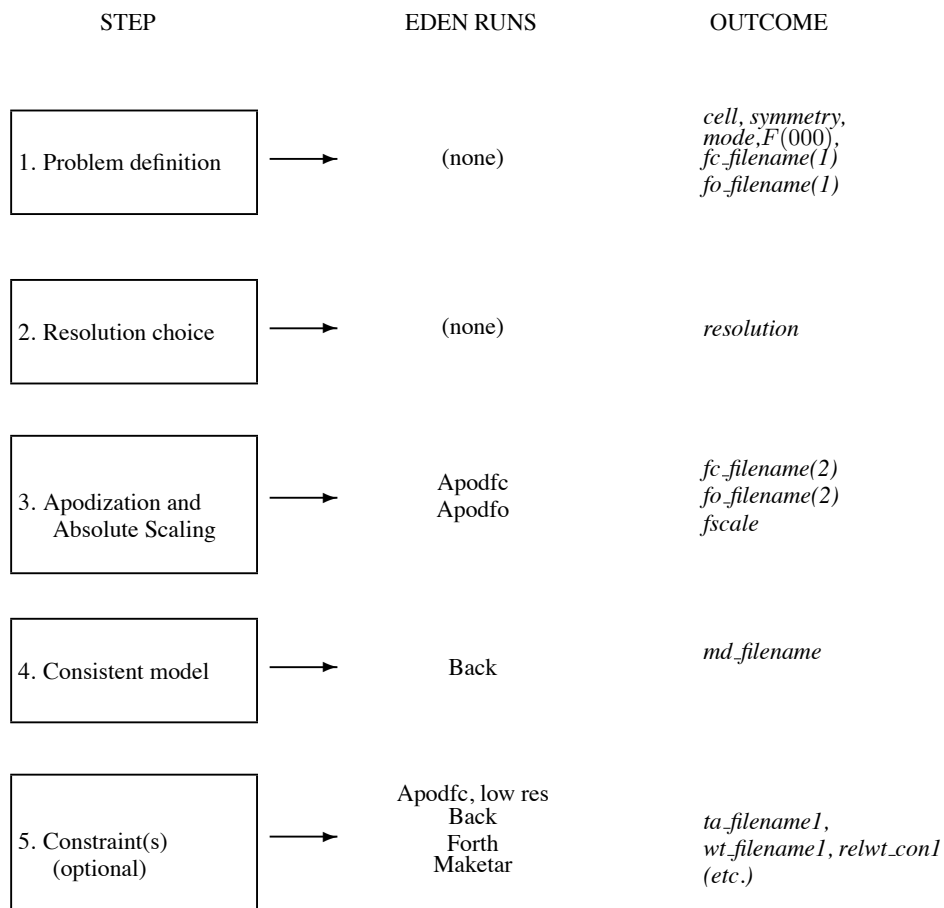 STEP EDEN RUNS OUTCOME
1. Problem definition
(none)
cell, symmetry,
mode,F(000),
fc_filename(1)
fo_filename(1)
2. Resolution choice
(none)
resolution
3. Apodization and
Absolute Scaling
Apodfc
Apodfo
fc_filename(2)
fo_filename(2)
fscale
4. Consistent model
Back
md_filename
5. Constraint(s)
(optional)
Apodfc, low res
Back
Forth
Maketar
ta_filename1,
wt_filename1, relwt_con1
(etc.)